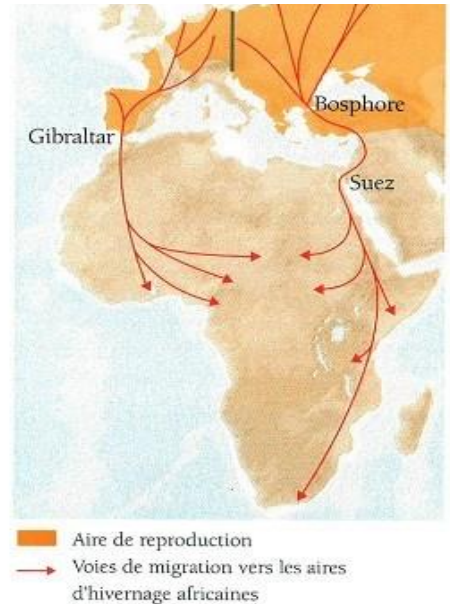 Bosphore
Gibraltar
Suez
Aire de reproduction
Voies de migration vers les aires
d'hivernage africaines